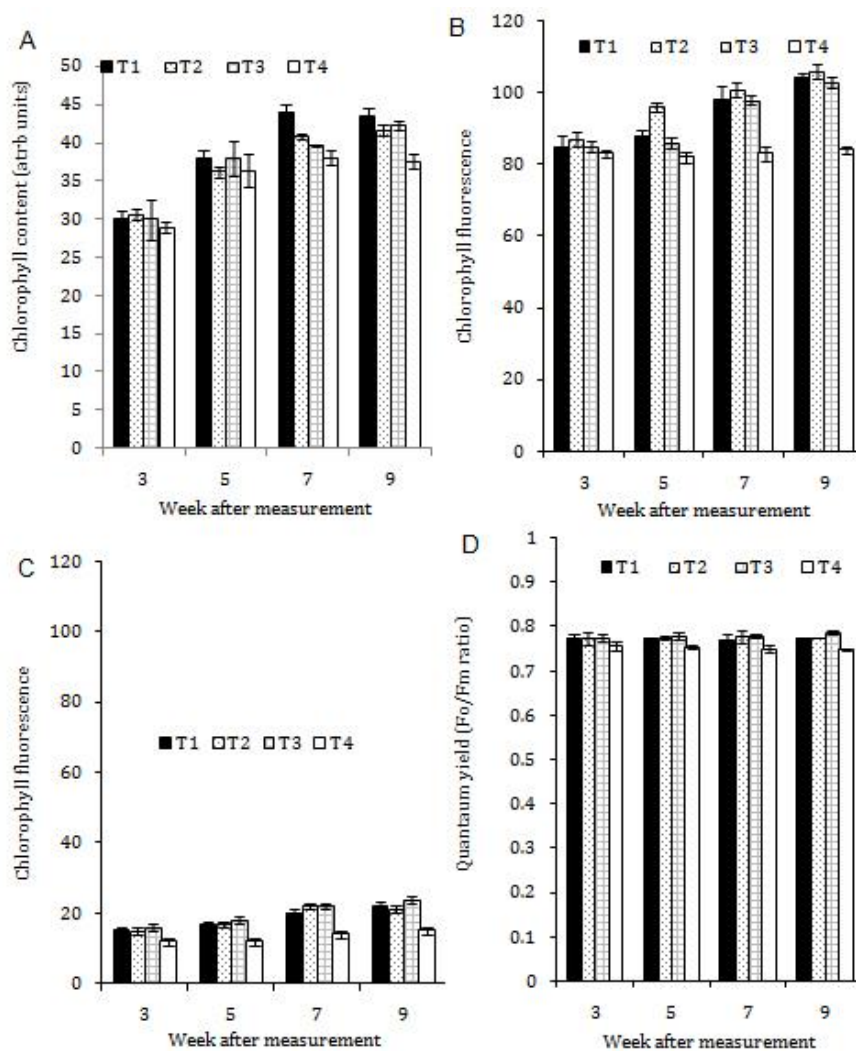 A
T1 T2 T3 T4
Chlorophyll content (atrb units)
50
45
40
35
30
25
20
15
10
5
0
3 5 7 9
Week after measurement
B
T1 T2 T3 T4
Chlorophyll fluorescence
120
100
80
60
40
20
0
3 5 7 9
Week after measurement
C
T1 T2 T3 T4
Chlorophyll fluorescence
120
100
80
60
40
20
0
3 5 7 9
Week after measurement
D
T1 T2 T3 T4
Quantaum yield (Fo/Fm ratio)
1
0.9
0.8
0.7
0.6
0.5
0.4
0.3
0.2
0.1
0
3 5 7 9
Week after measurement